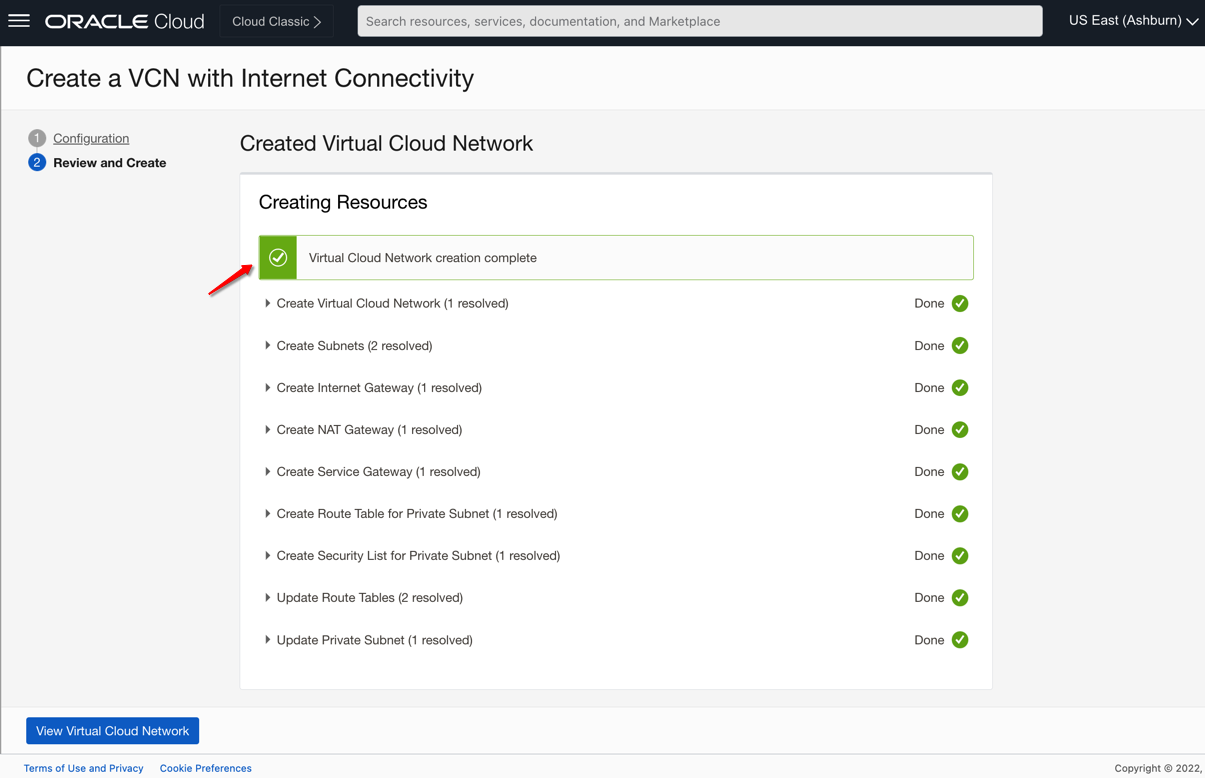 ORACLE Cloud
Cloud Classic >
Search resources, services, documentation, and Marketplace
US East (Ashburn)
Create a VCN with Internet Connectivity
1 Configuration
2 Review and Create
Created Virtual Cloud Network
Creating Resources
Virtual Cloud Network creation complete
Create Virtual Cloud Network (1 resolved) Done
Create Subnets (2 resolved) Done
Create Internet Gateway (1 resolved) Done
Create NAT Gateway (1 resolved) Done
Create Service Gateway (1 resolved) Done
Create Route Table for Private Subnet (1 resolved) Done
Create Security List for Private Subnet (1 resolved) Done
Update Route Tables (2 resolved) Done
Update Private Subnet (1 resolved) Done
View Virtual Cloud Network
Terms of Use and Privacy Cookie Preferences Copyright © 2022,